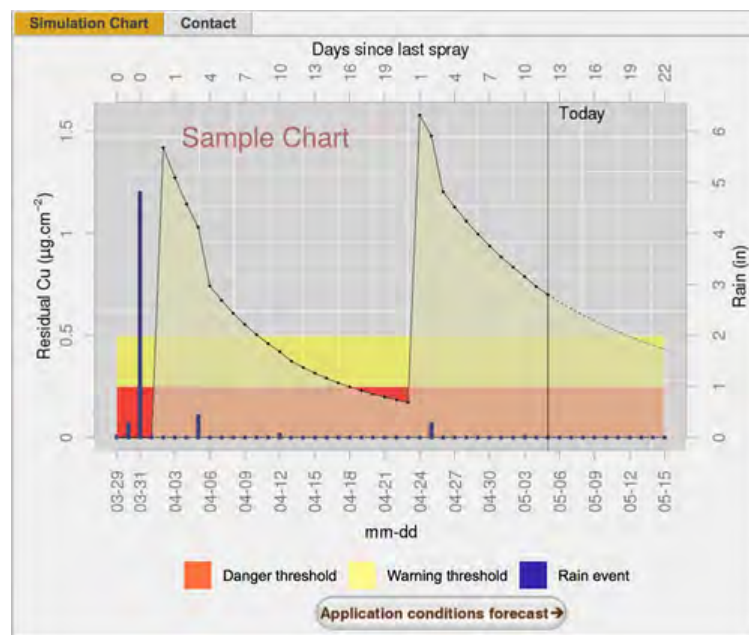 Simulation Chart Contact
Days since last spray
0 0 1 4 7 10 13 16 19 1 4 7 10 13 16 19 22
Today
Sample Chart
Residual Cu (µg.cm⁻²)
0 0.5 1 1.5
Rain (in)
0 1 2 3 4 5 6
03-29 03-31 04-03 04-06 04-09 04-12 04-15 04-18 04-21 04-24 04-27 04-30 05-03 05-06 05-09 05-12 05-15
mm-dd
Danger threshold Warning threshold Rain event
Application conditions forecast→